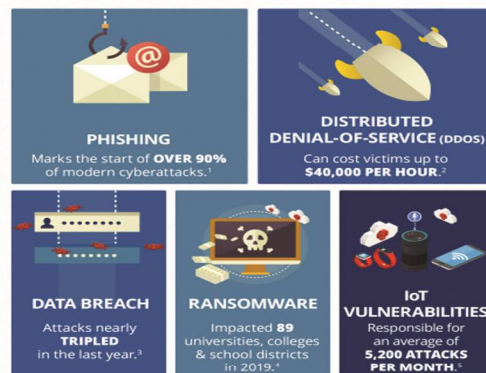 @
PHISHING
Marks the start of OVER 90%
of modern cyberattacks.¹
DISTRIBUTED
DENIAL-OF-SERVICE (DDOS)
Can cost victims up to
$40,000 PER HOUR.²
DATA BREACH
Attacks nearly
TRIPLED
in the last year.³
RANSOMWARE
Impacted 89
universities, colleges
& school districts
in 2019.⁴
IoT
VULNERABILITIES
Responsible for
an average of
5,200 ATTACKS
PER MONTH.⁵